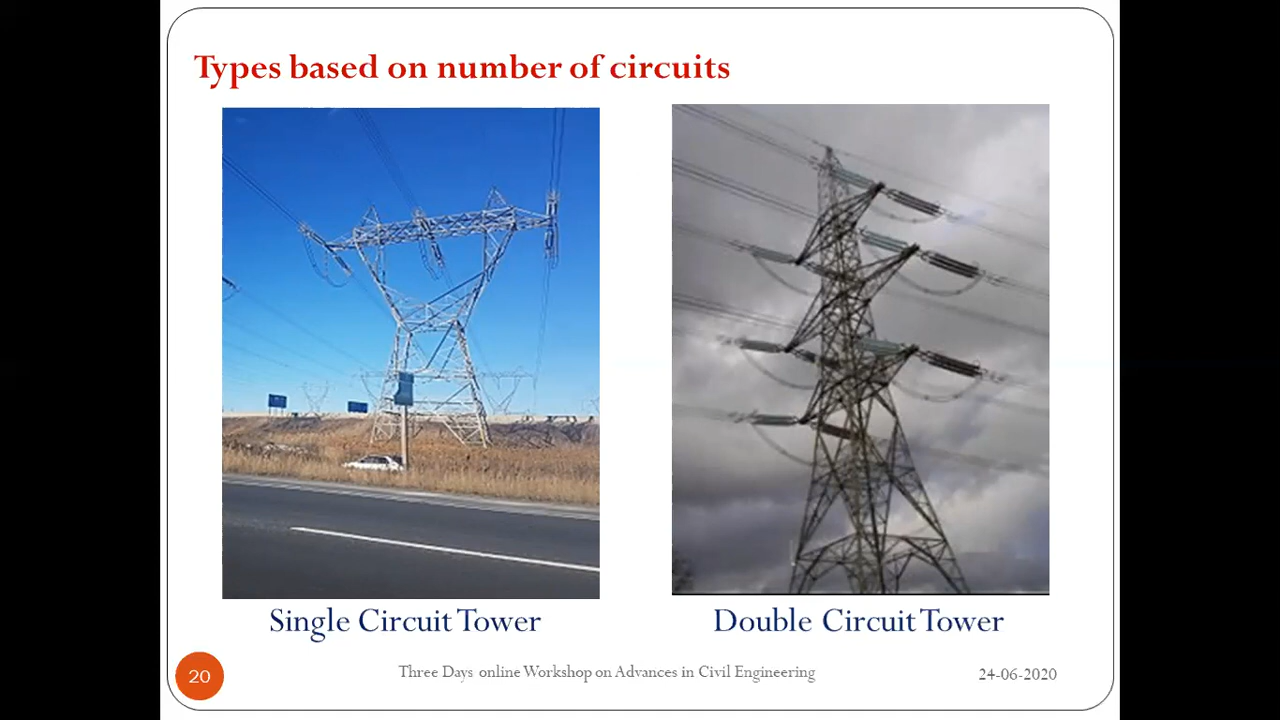 Types based on number of circuits
Single Circuit Tower
Double Circuit Tower
20
Three Days online Workshop on Advances in Civil Engineering
24-06-2020